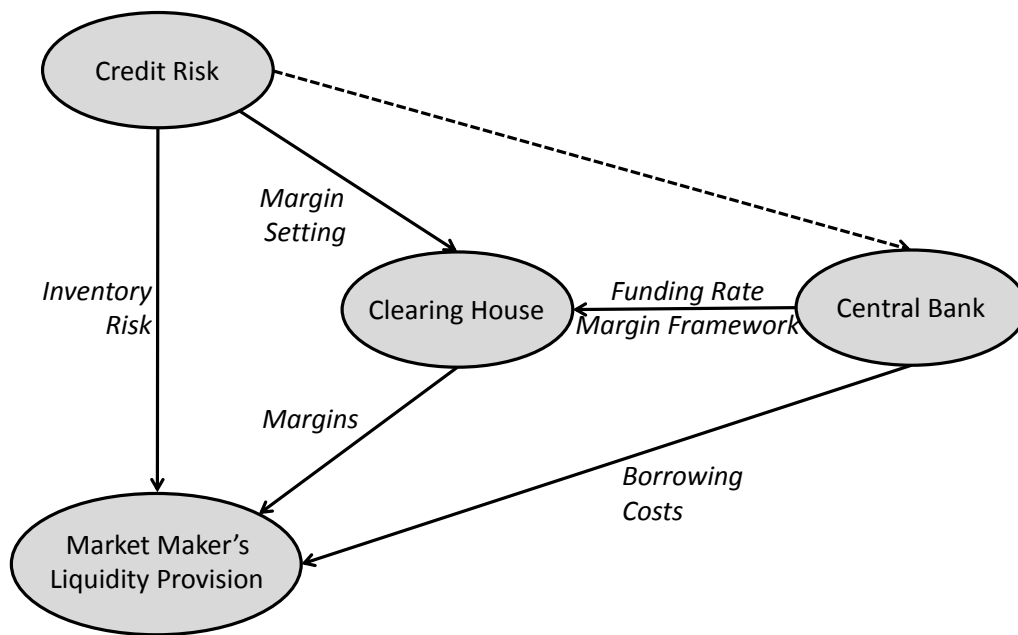 Credit Risk
Margin
Setting
Inventory
Risk
Clearing House
Funding Rate
Margin Framework
Central Bank
Margins
Borrowing
Costs
Market Maker’s
Liquidity Provision